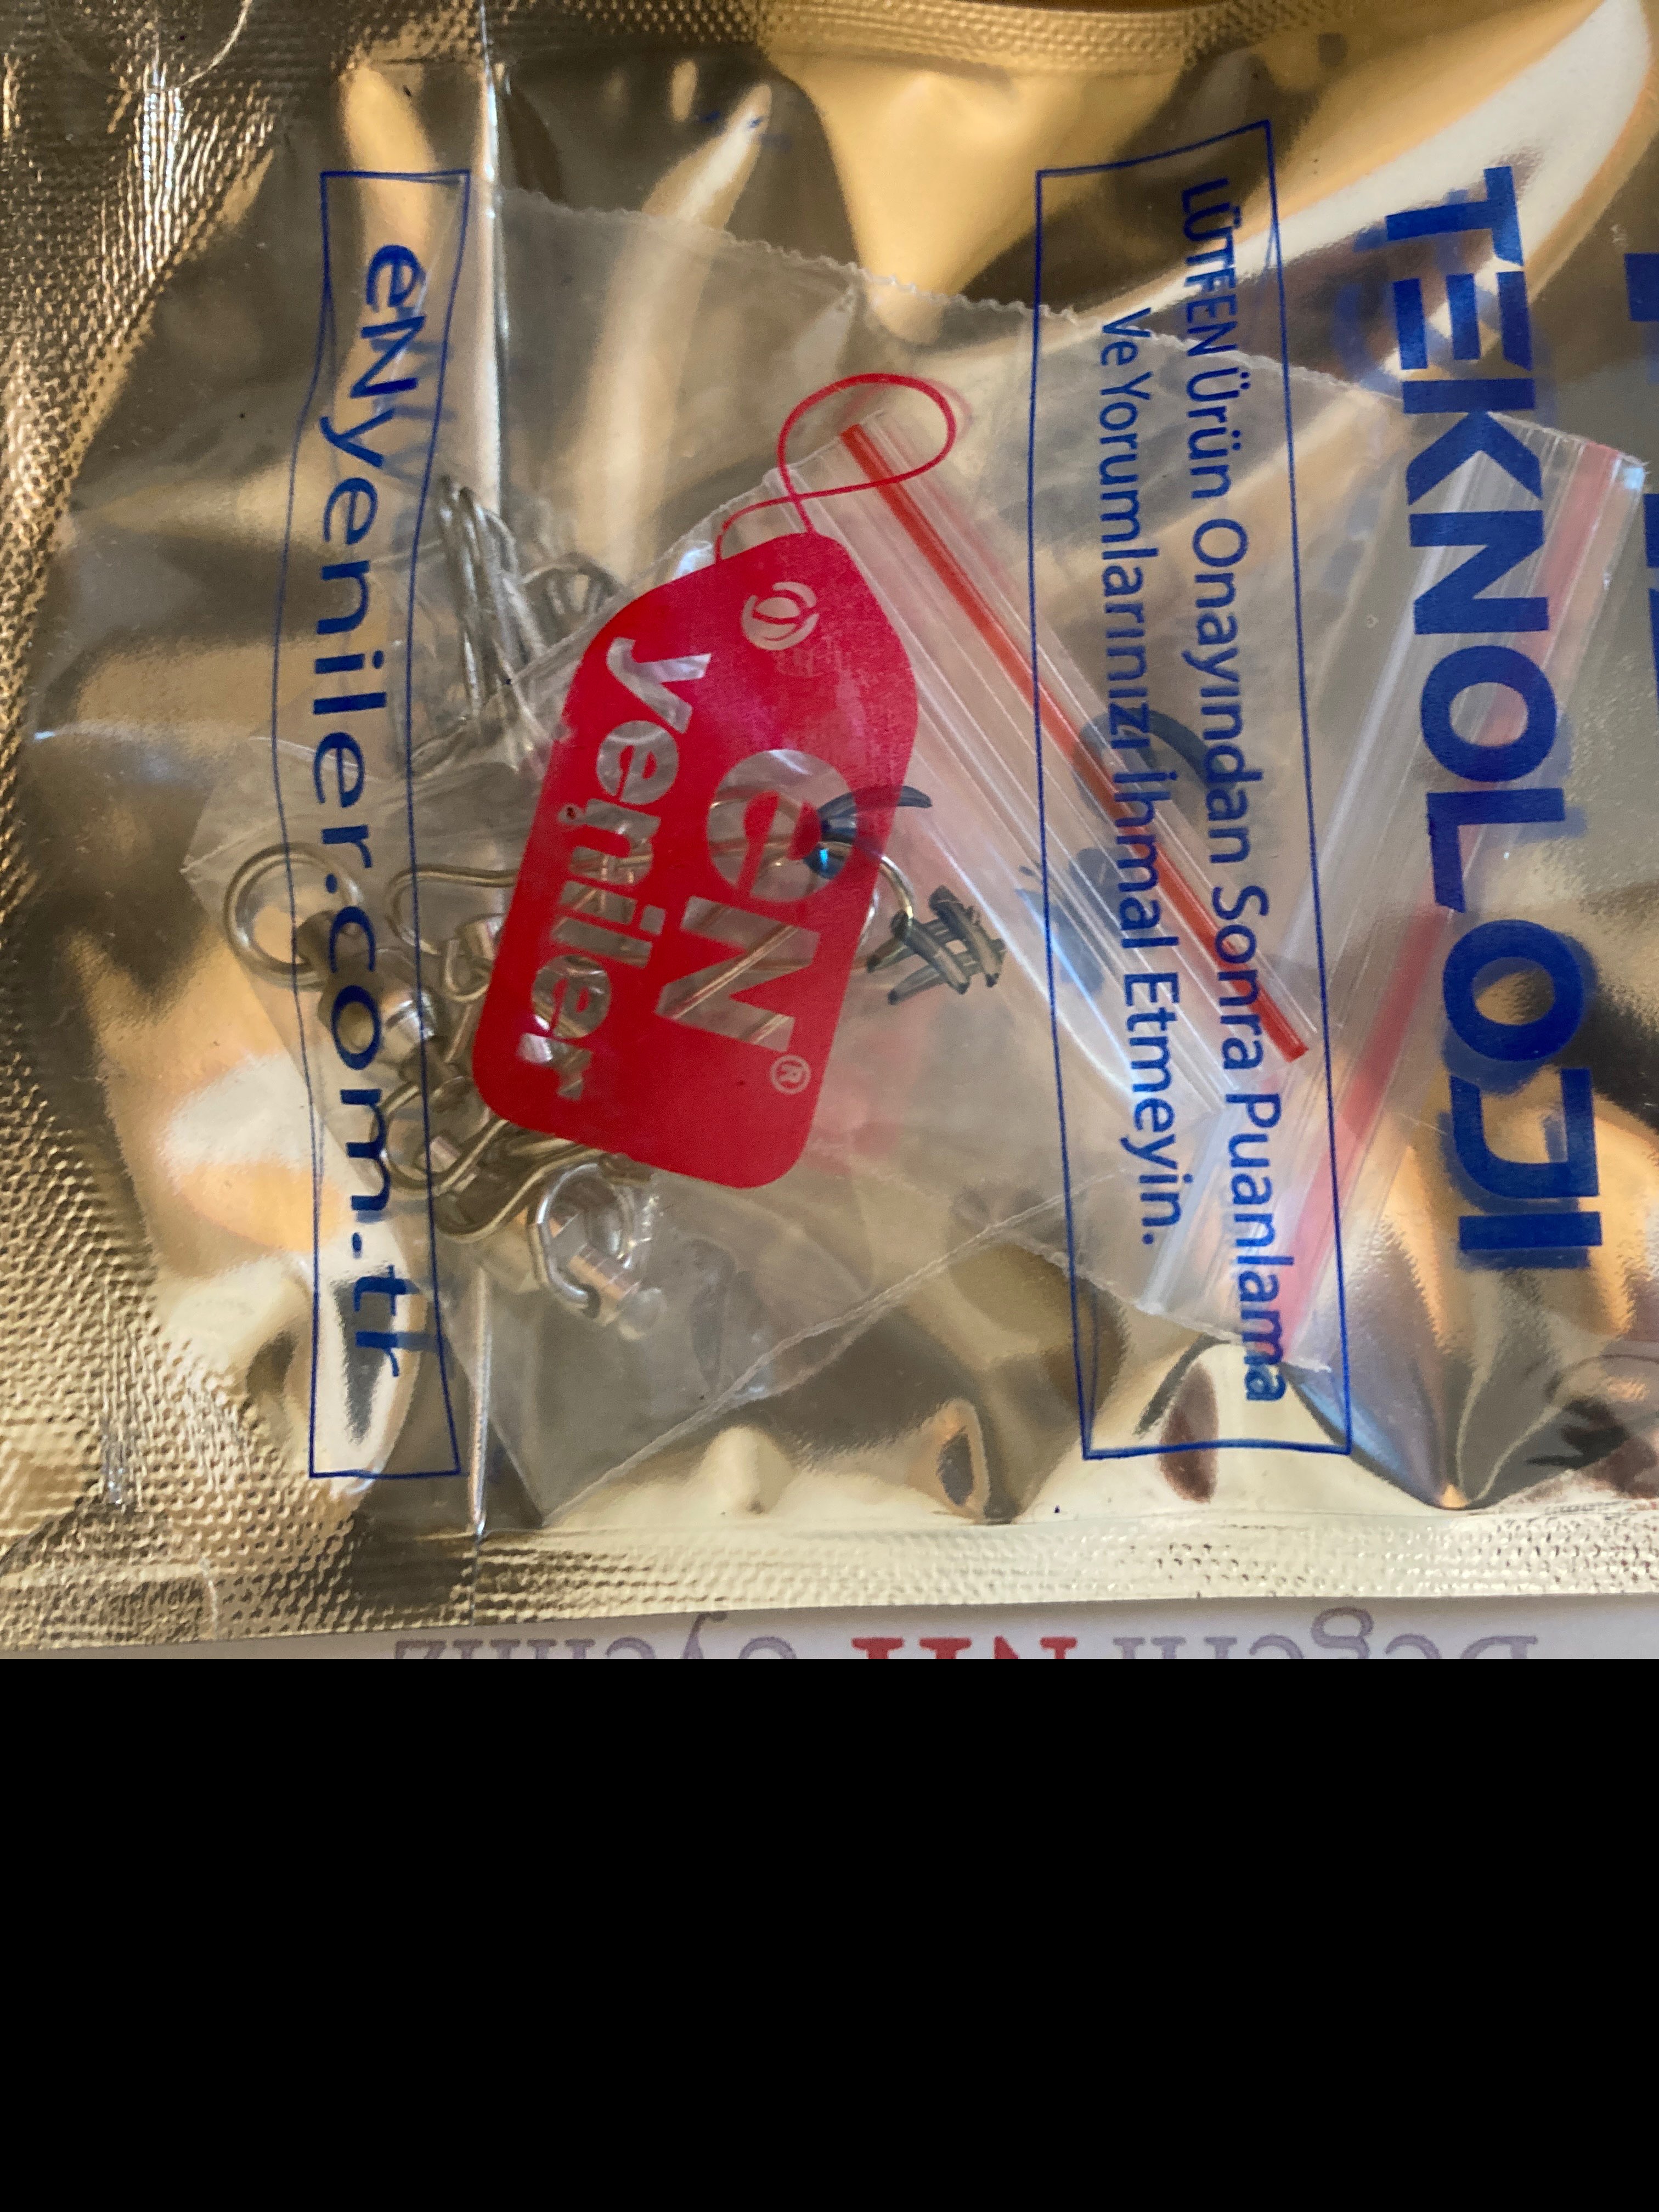 TEKNOLOJI
LÜTFEN Ürün Onayından Sonra Puanlama
Ve Yorumlarınızı İhmal Etmeyin.
eN®
yeniler
eNyeniler.com.tr